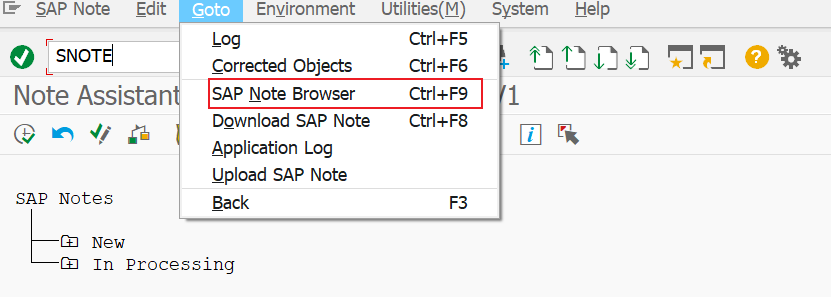 SAP Note Edit Goto Environment Utilities(M) System Help
SNOTE
Log Ctrl+F5
Corrected Objects Ctrl+F6
SAP Note Browser Ctrl+F9
Download SAP Note Ctrl+F8
Application Log
Upload SAP Note
Back F3
Note Assistant
/1
SAP Notes
New
In Processing